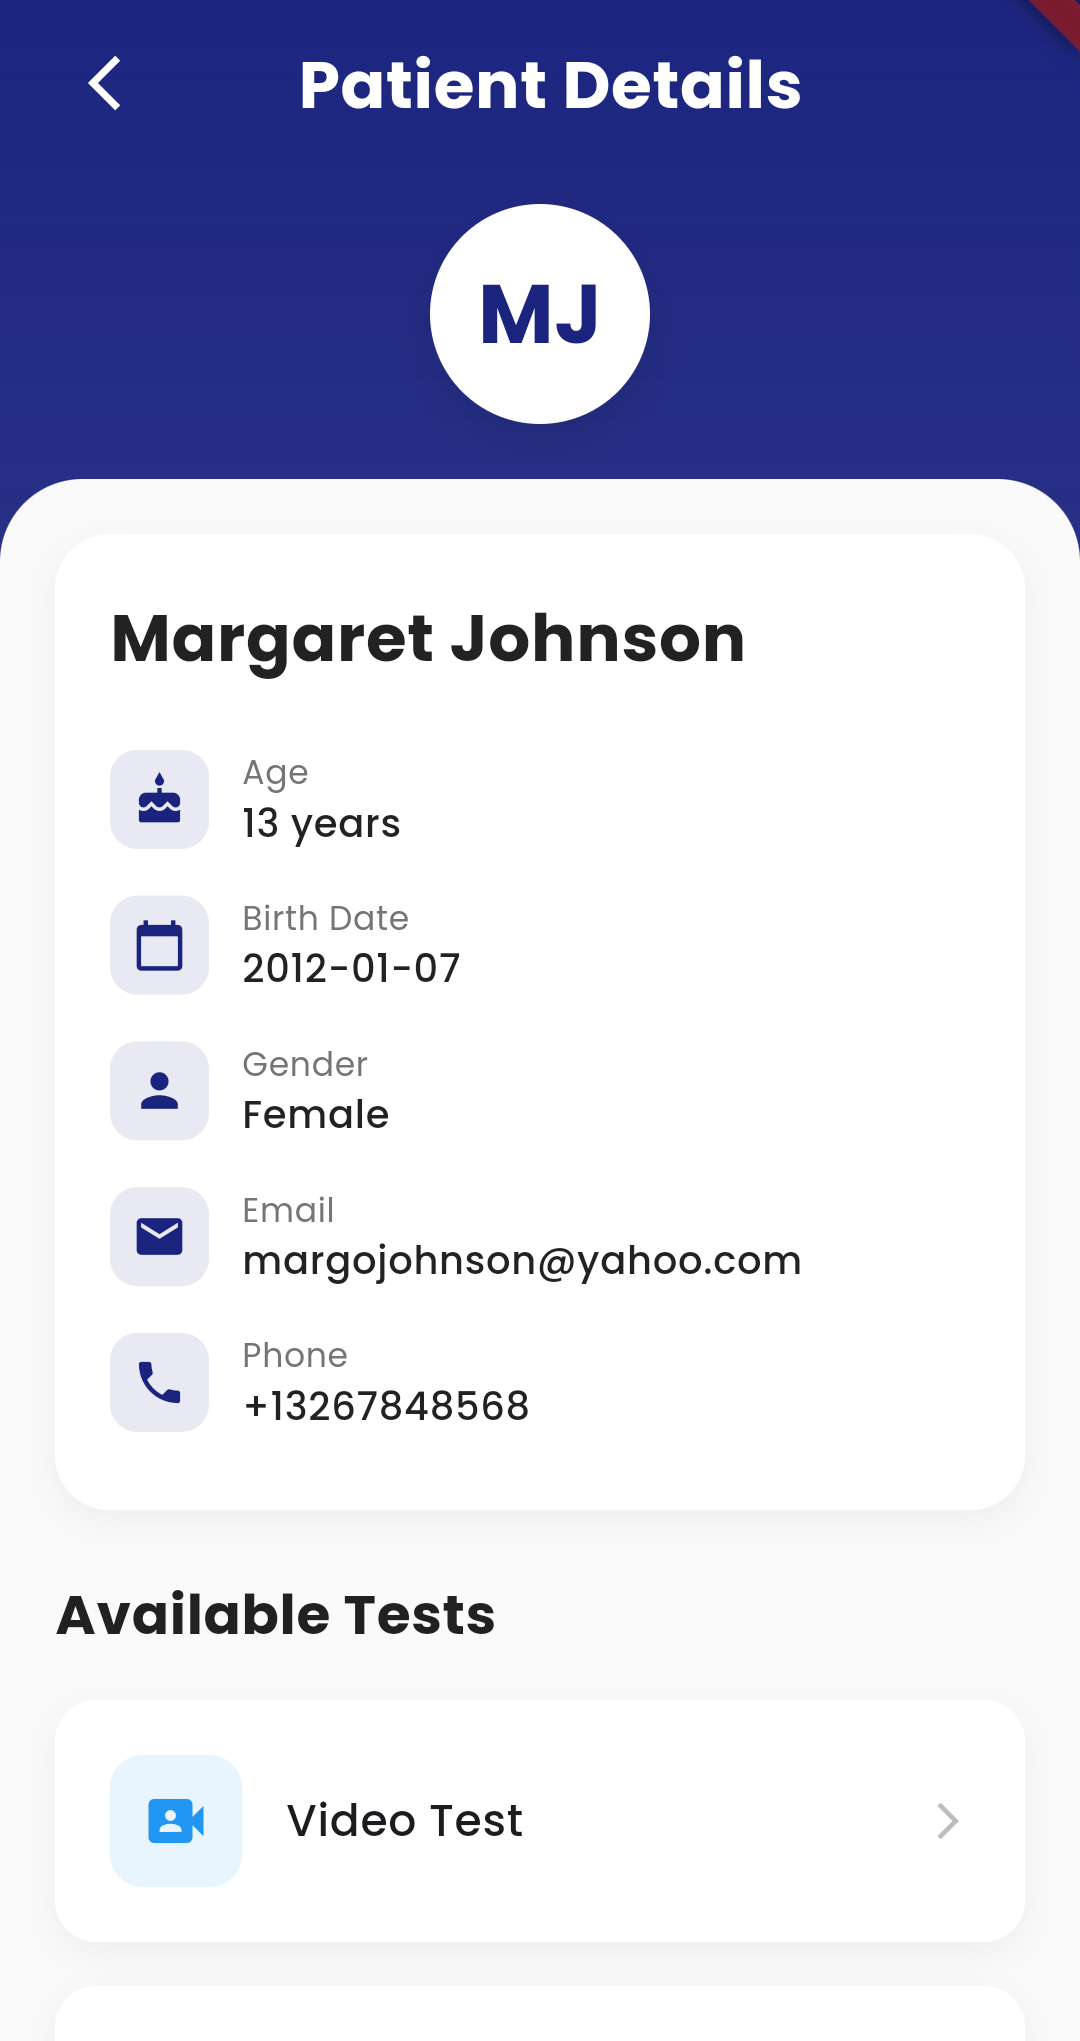 Patient Details
MJ
Margaret Johnson
Age
13 years
Birth Date
2012-01-07
Gender
Female
Email
margojohnson@yahoo.com
Phone
+13267848568
Available Tests
Video Test